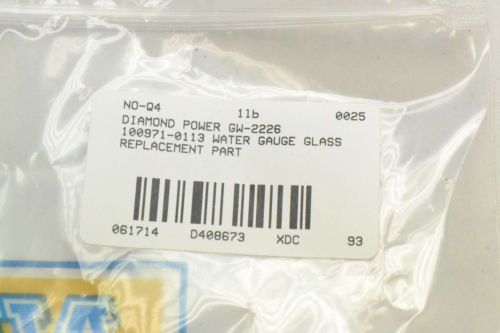 NO-Q4 11b 0025
DIAMOND POWER GW-2226
100971-0113 WATER GAUGE GLASS
REPLACEMENT PART
061714 D408673 XDC 93